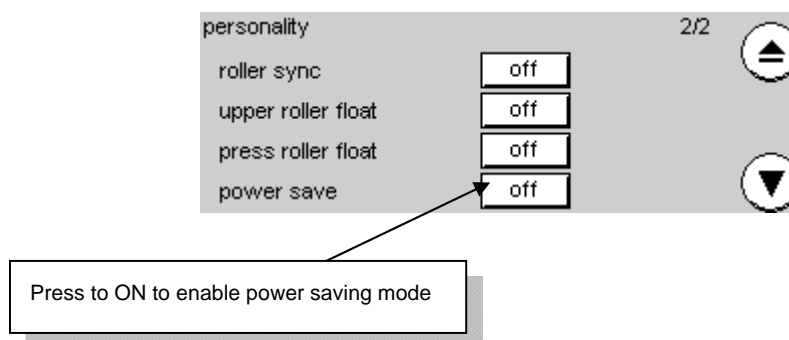 personality 2/2
roller sync off
upper roller float off
press roller float off
power save off
Press to ON to enable power saving mode